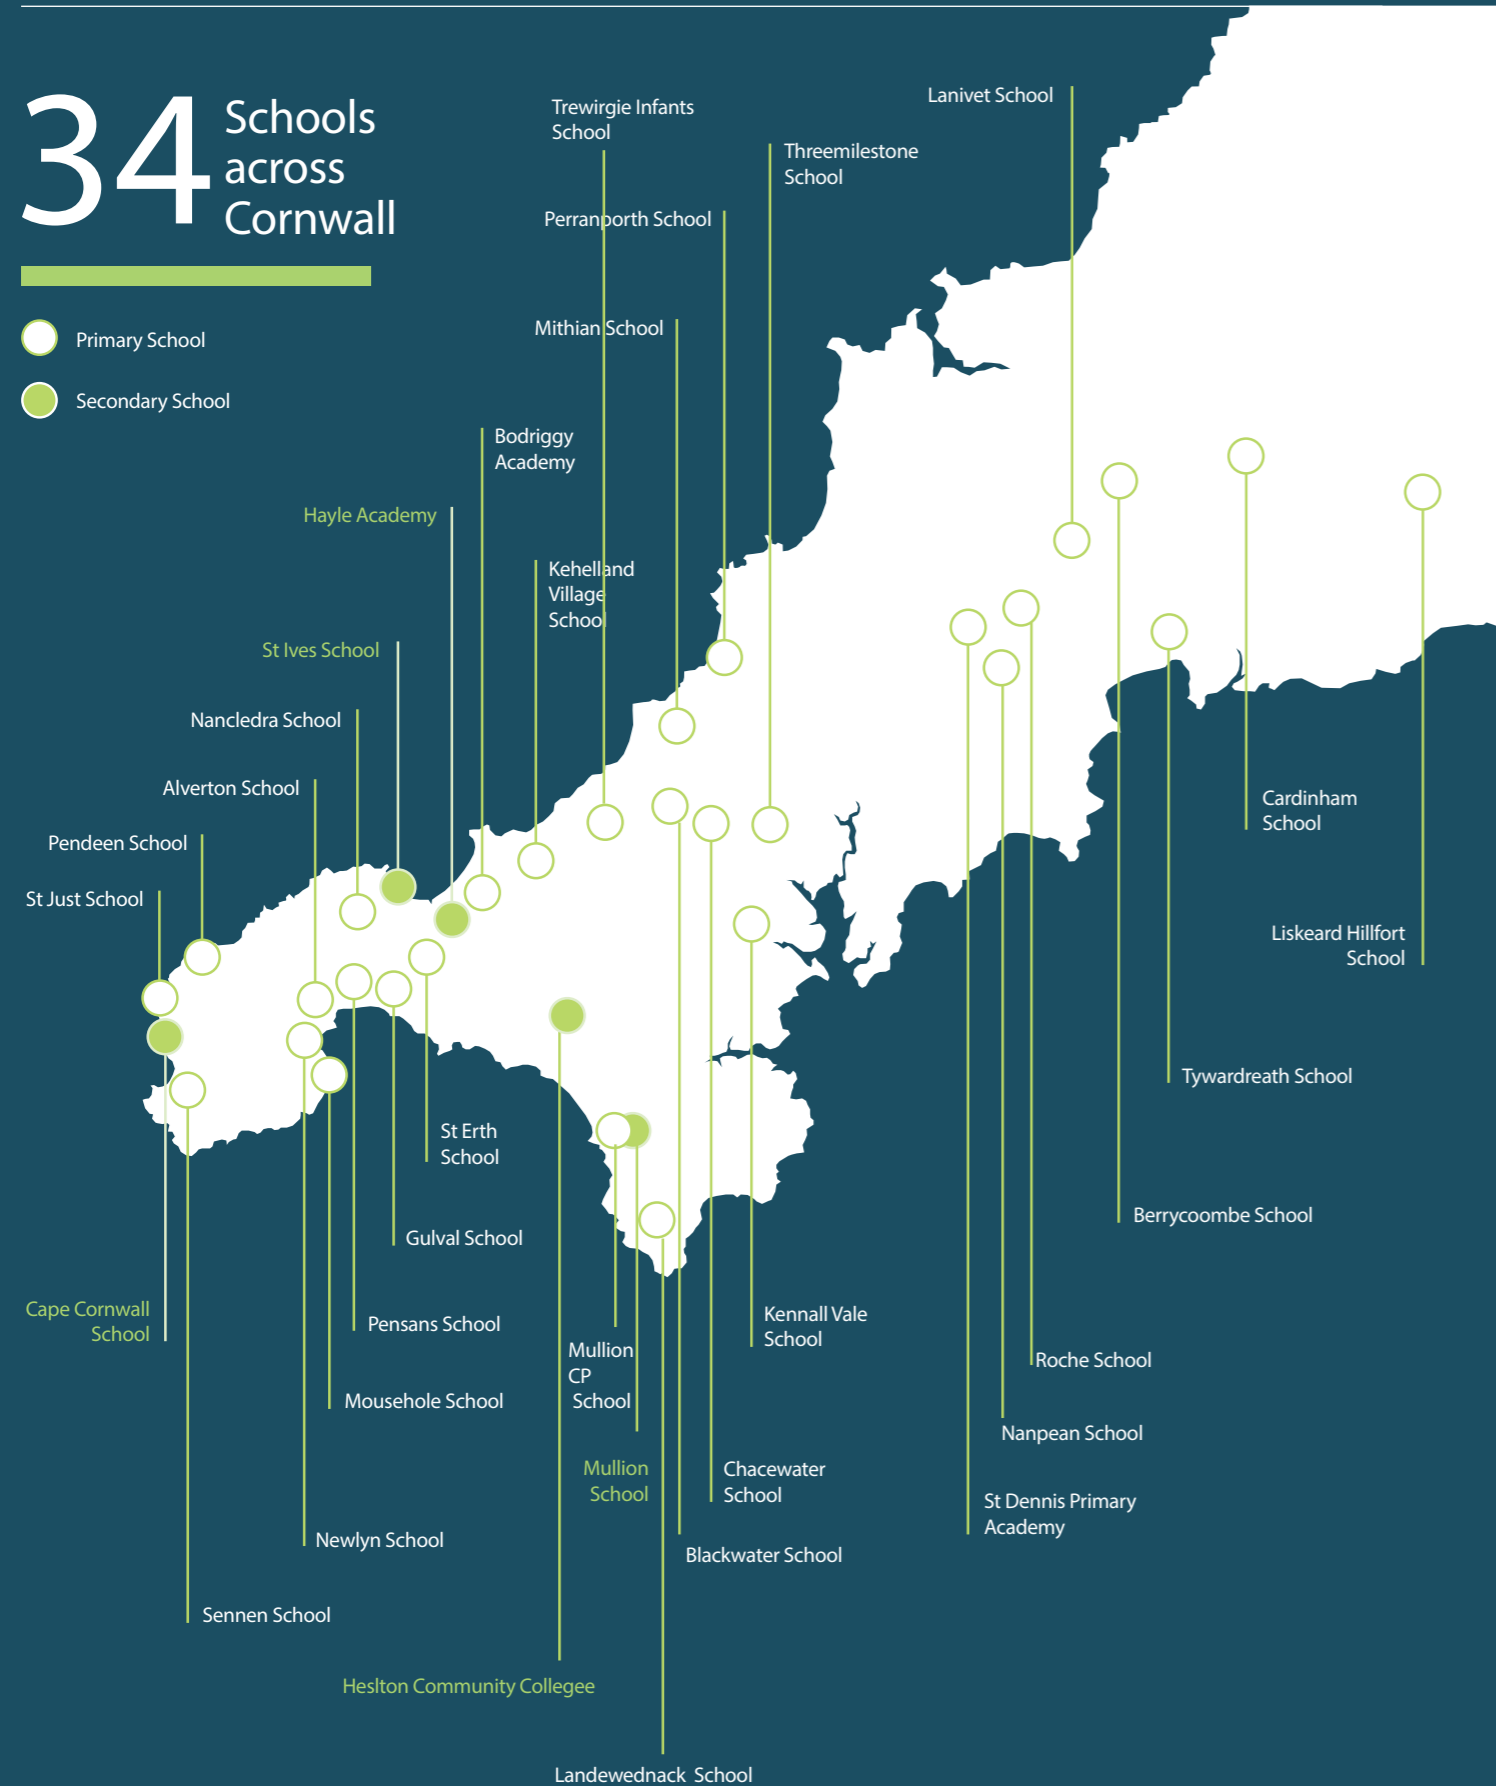 34
Schools
across
Cornwall
Primary School
Secondary School
Trewirgie Infants
School
Lanivet School
Threemilestone
School
Perranporth School
Mithian School
Bodriggy
Academy
Hayle Academy
Kehelland
Village
School
St Ives School
Nancledra School
Alverton School
Pendeen School
St Just School
Cardinham
School
Liskeard Hillfort
School
Tywardreath School
St Erth
School
Berrycoombe School
Gulval School
Cape Cornwall
School
Pensans School
Kennall Vale
School
Mullion
CP
School
Roche School
Mousehole School
Nanpean School
Mullion
School
Chacewater
School
St Dennis Primary
Academy
Newlyn School
Blackwater School
Sennen School
Heslton Community Collegee
Landewednack School